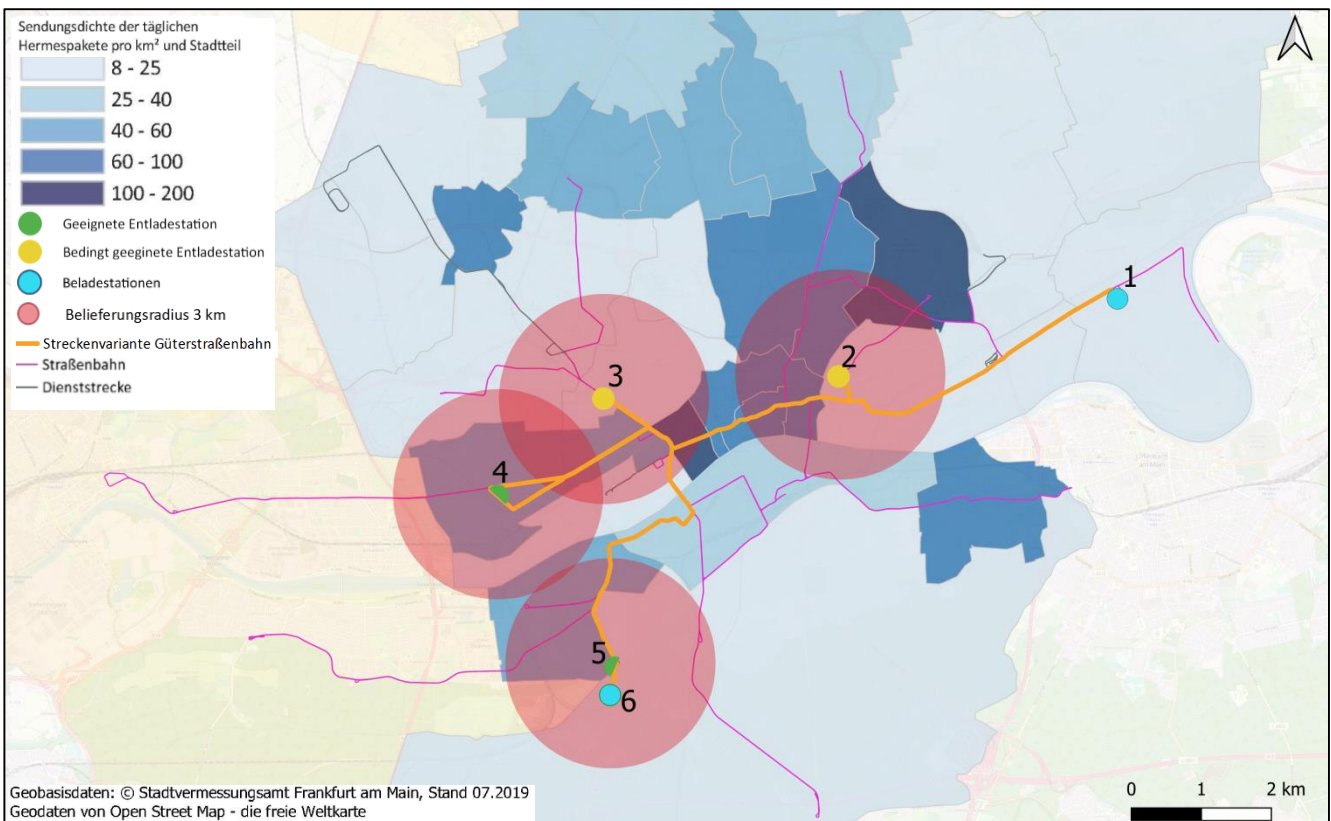 Sendungsdichte der täglichen
Hermespakete pro km² und Stadtteil
8 - 25
25 - 40
40 - 60
60 - 100
100 - 200
Geeignete Entladestation
Bedingt geeginete Entladestation
Beladestationen
Belieferungsradius 3 km
Streckenvariante Güterstraßenbahn
Straßenbahn
Dienststrecke
1
2
3
4
5
6
Geobasisdaten: © Stadtvermessungsamt Frankfurt am Main, Stand 07.2019
Geodaten von Open Street Map - die freie Weltkarte
0 1 2 km